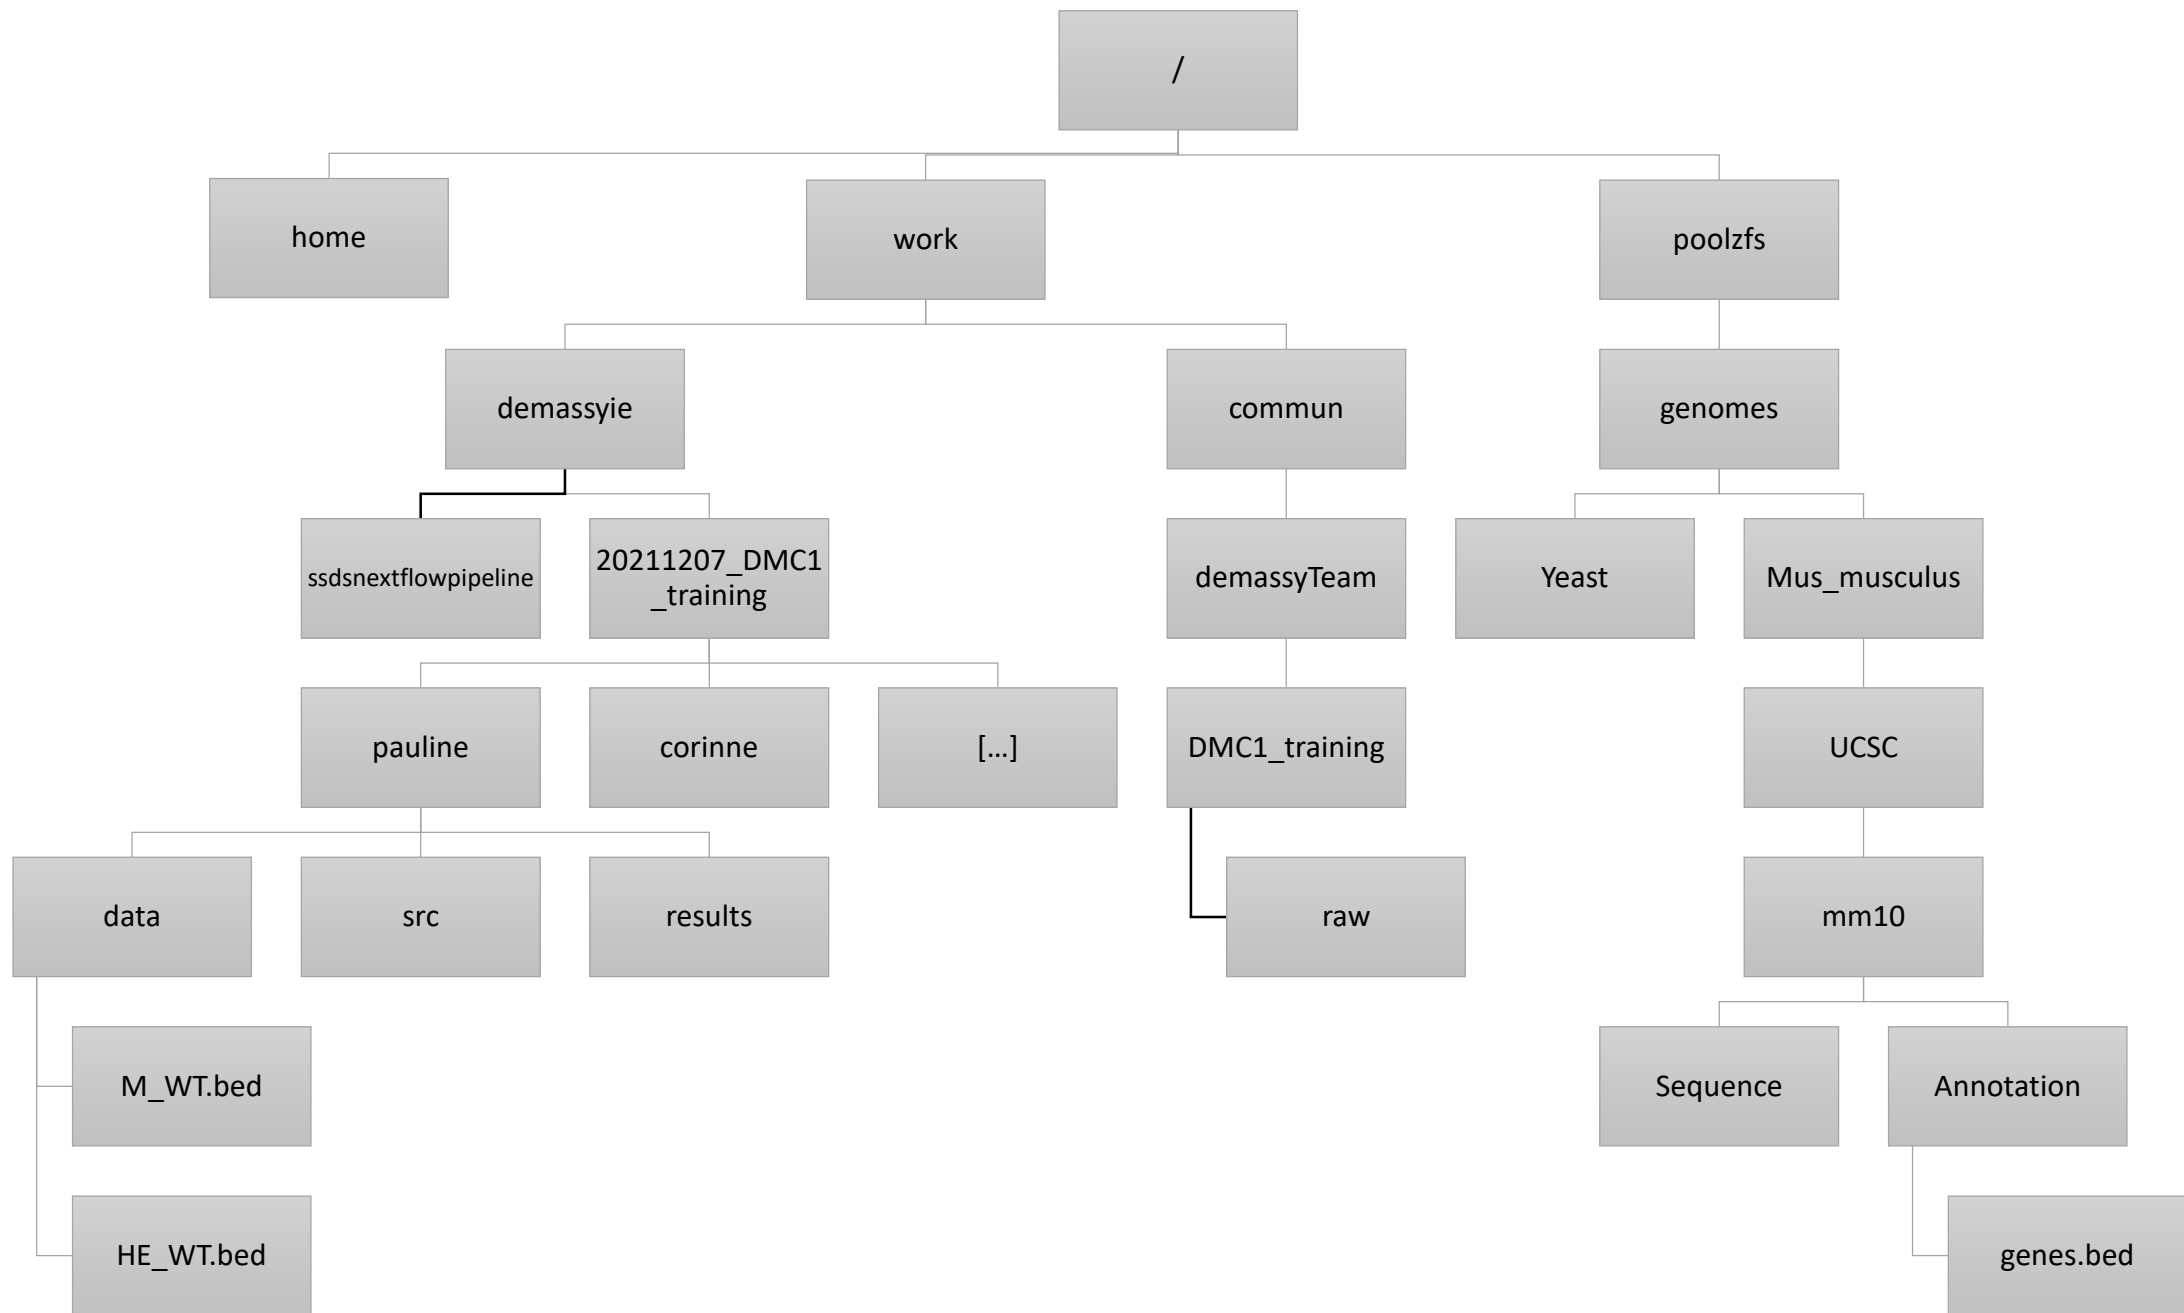 /
home
work
poolzfs
demassyie
commun
genomes
ssdsnextflowpipeline
20211207_DMC1
_training
demassyTeam
Yeast
Mus_musculus
pauline
corinne
[…]
DMC1_training
UCSC
data
src
results
raw
mm10
M_WT.bed
Sequence
Annotation
HE_WT.bed
genes.bed